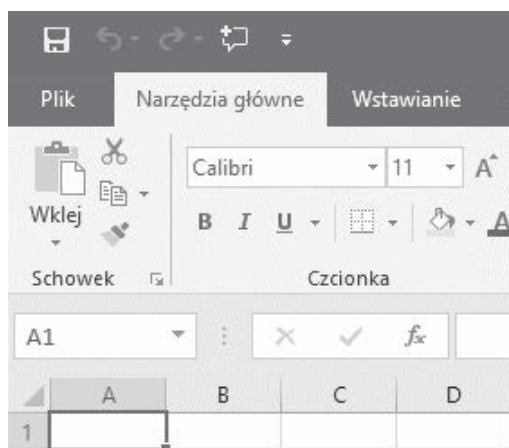 Plik Narzędzia główne Wstawianie
Calibri 11 A
Wklej B I U A
Schowek Czcionka
A1 fx
A B C D
1